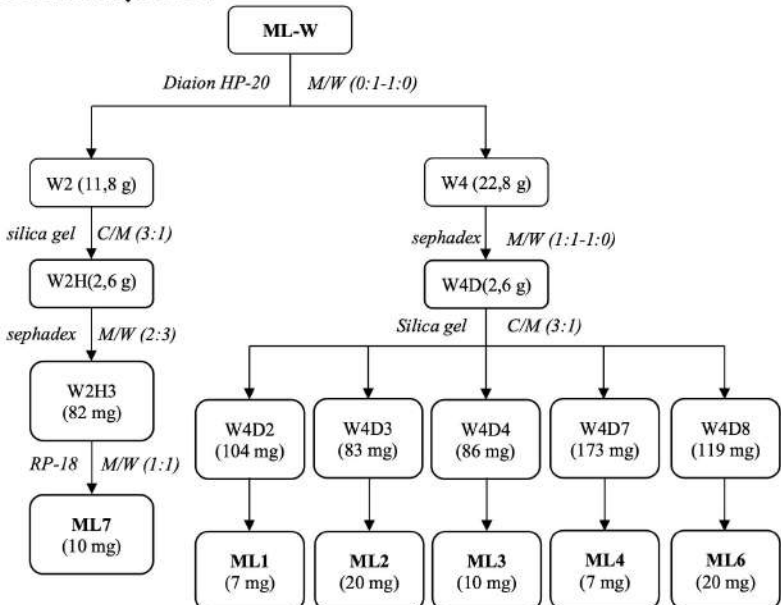 ML-W
Diaion HP-20 M/W (0:1-1:0)
W2 (11,8 g) W4 (22,8 g)
silica gel C/M (3:1) sephadex M/W (1:1-1:0)
W2H(2,6 g) W4D(2,6 g)
sephadex M/W (2:3) Silica gel C/M (3:1)
W2H3
(82 mg)
W4D2
(104 mg)
W4D3
(83 mg)
W4D4
(86 mg)
W4D7
(173 mg)
W4D8
(119 mg)
RP-18 M/W (1:1)
ML7
(10 mg)
ML1
(7 mg)
ML2
(20 mg)
ML3
(10 mg)
ML4
(7 mg)
ML6
(20 mg)